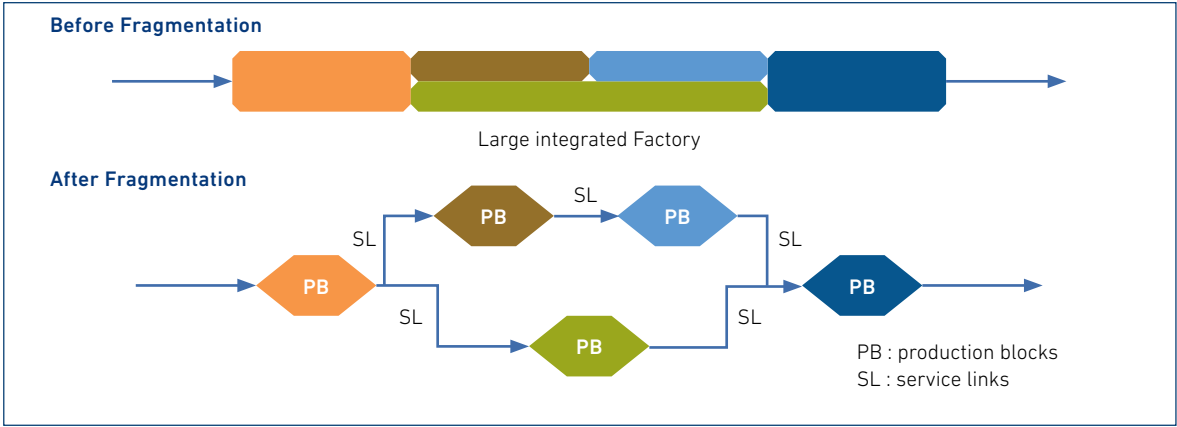 Before Fragmentation
Large integrated Factory
After Fragmentation
PB
SL
PB
SL
PB
SL
PB
SL
PB
SL
PB : production blocks
SL : service links